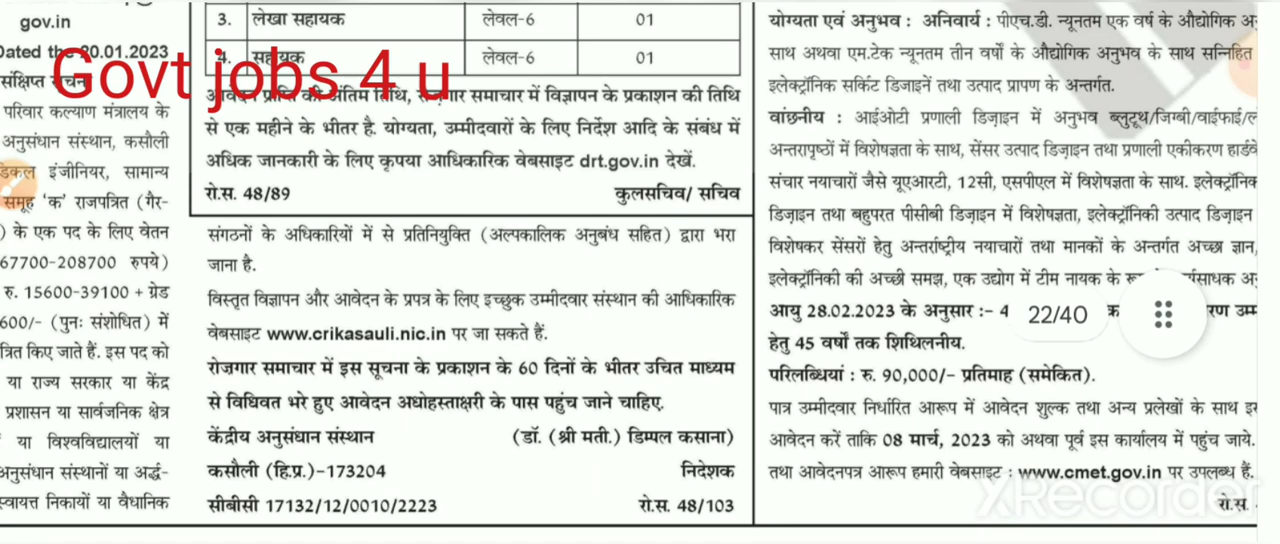 gov.in
Dated the 20.01.2023
संक्षिप्त
परिवार कल्याण मंत्रालय के
अनुसंधान संस्थान, कसौली
इंजीनियर, सामान्य
समूह 'क' राजपत्रित (गैर-
) के एक पद के लिए वेतन
67700-208700 रुपये)
रु. 15600-39100 + ग्रेड
600/- (पुनः संशोधित) में
किए जाते हैं. इस पद को
या राज्य सरकार या केंद्र
प्रशासन या सार्वजनिक क्षेत्र
या विश्वविद्यालयों या
अनुसंधान संस्थानों या अर्द्ध-
निकायों या वैधानिक
Govt jobs 4 u
3. लेखा सहायक लेवल-6 01
4. सहायक लेवल-6 01
आवेदन प्राप्ति की अंतिम तिथि, समाचार में विज्ञापन के प्रकाशन की तिथि
से एक महीने के भीतर है. योग्यता, उम्मीदवारों के लिए निर्देश आदि के संबंध में
अधिक जानकारी के लिए कृपया आधिकारिक वेबसाइट drt.gov.in देखें.
रो.स. 48/89 कुलसचिव/ सचिव
संगठनों के अधिकारियों में से प्रतिनियुक्ति (अल्पकालिक अनुबंध सहित) द्वारा भरा
जाना है.
विस्तृत विज्ञापन और आवेदन के प्रपत्र के लिए इच्छुक उम्मीदवार संस्थान की आधिकारिक
वेबसाइट www.crikasauli.nic.in पर जा सकते हैं.
रोज़गार समाचार में इस सूचना के प्रकाशन के 60 दिनों के भीतर उचित माध्यम
से विधिवत भरे हुए आवेदन अधोहस्ताक्षरी के पास पहुंच जाने चाहिए.
केंद्रीय अनुसंधान संस्थान (डॉ. (श्री मती.) डिम्पल कसाना)
कसौली (हि.प्र.)-173204 निदेशक
सीबीसी 17132/12/0010/2223 रो.स. 48/103
योग्यता एवं अनुभव : अनिवार्य : पीएच.डी. न्यूनतम एक वर्ष के औद्योगिक
साथ अथवा एम.टेक न्यूनतम तीन वर्षों के औद्योगिक अनुभव के साथ सन्निहित
इलेक्ट्रॉनिक सर्किट डिजाइनें तथा उत्पाद प्रापण के अन्तर्गत.
वांछनीय : आईओटी प्रणाली डिज़ाइन में अनुभव ब्लुटूथ/जिग्बी/वाईफाई/
अन्तरापृष्ठों में विशेषज्ञता के साथ, सेंसर उत्पाद डिज़ाइन तथा प्रणाली एकीकरण
संचार नयाचारों जैसे यूएआरटी, 12सी, एसपीएल में विशेषज्ञता के साथ. इलेक्ट्रॉनिक
डिज़ाइन तथा बहुपरत पीसीबी डिज़ाइन में विशेषज्ञता, इलेक्ट्रॉनिकी उत्पाद डिज़ाइन
विशेषकर सेंसरों हेतु अन्तर्राष्ट्रीय नयाचारों तथा मानकों के अन्तर्गत अच्छा ज्ञान,
इलेक्ट्रॉनिकी की अच्छी समझ, एक उद्योग में टीम नायक के
आयु 28.02.2023 के अनुसार :- 4
22/40
हेतु 45 वर्षों तक शिथिलनीय.
परिलब्धियां : रु. 90,000/- प्रतिमाह (समेकित).
पात्र उम्मीदवार निर्धारित आरूप में आवेदन शुल्क तथा अन्य प्रलेखों के साथ
आवेदन करें ताकि 08 मार्च, 2023 को अथवा पूर्व इस कार्यालय में पहुंच जाये.
तथा आवेदनपत्र आरूप हमारी वेबसाइट : www.cmet.gov.in पर उपलब्ध हैं.
रो.स.
XRecorder